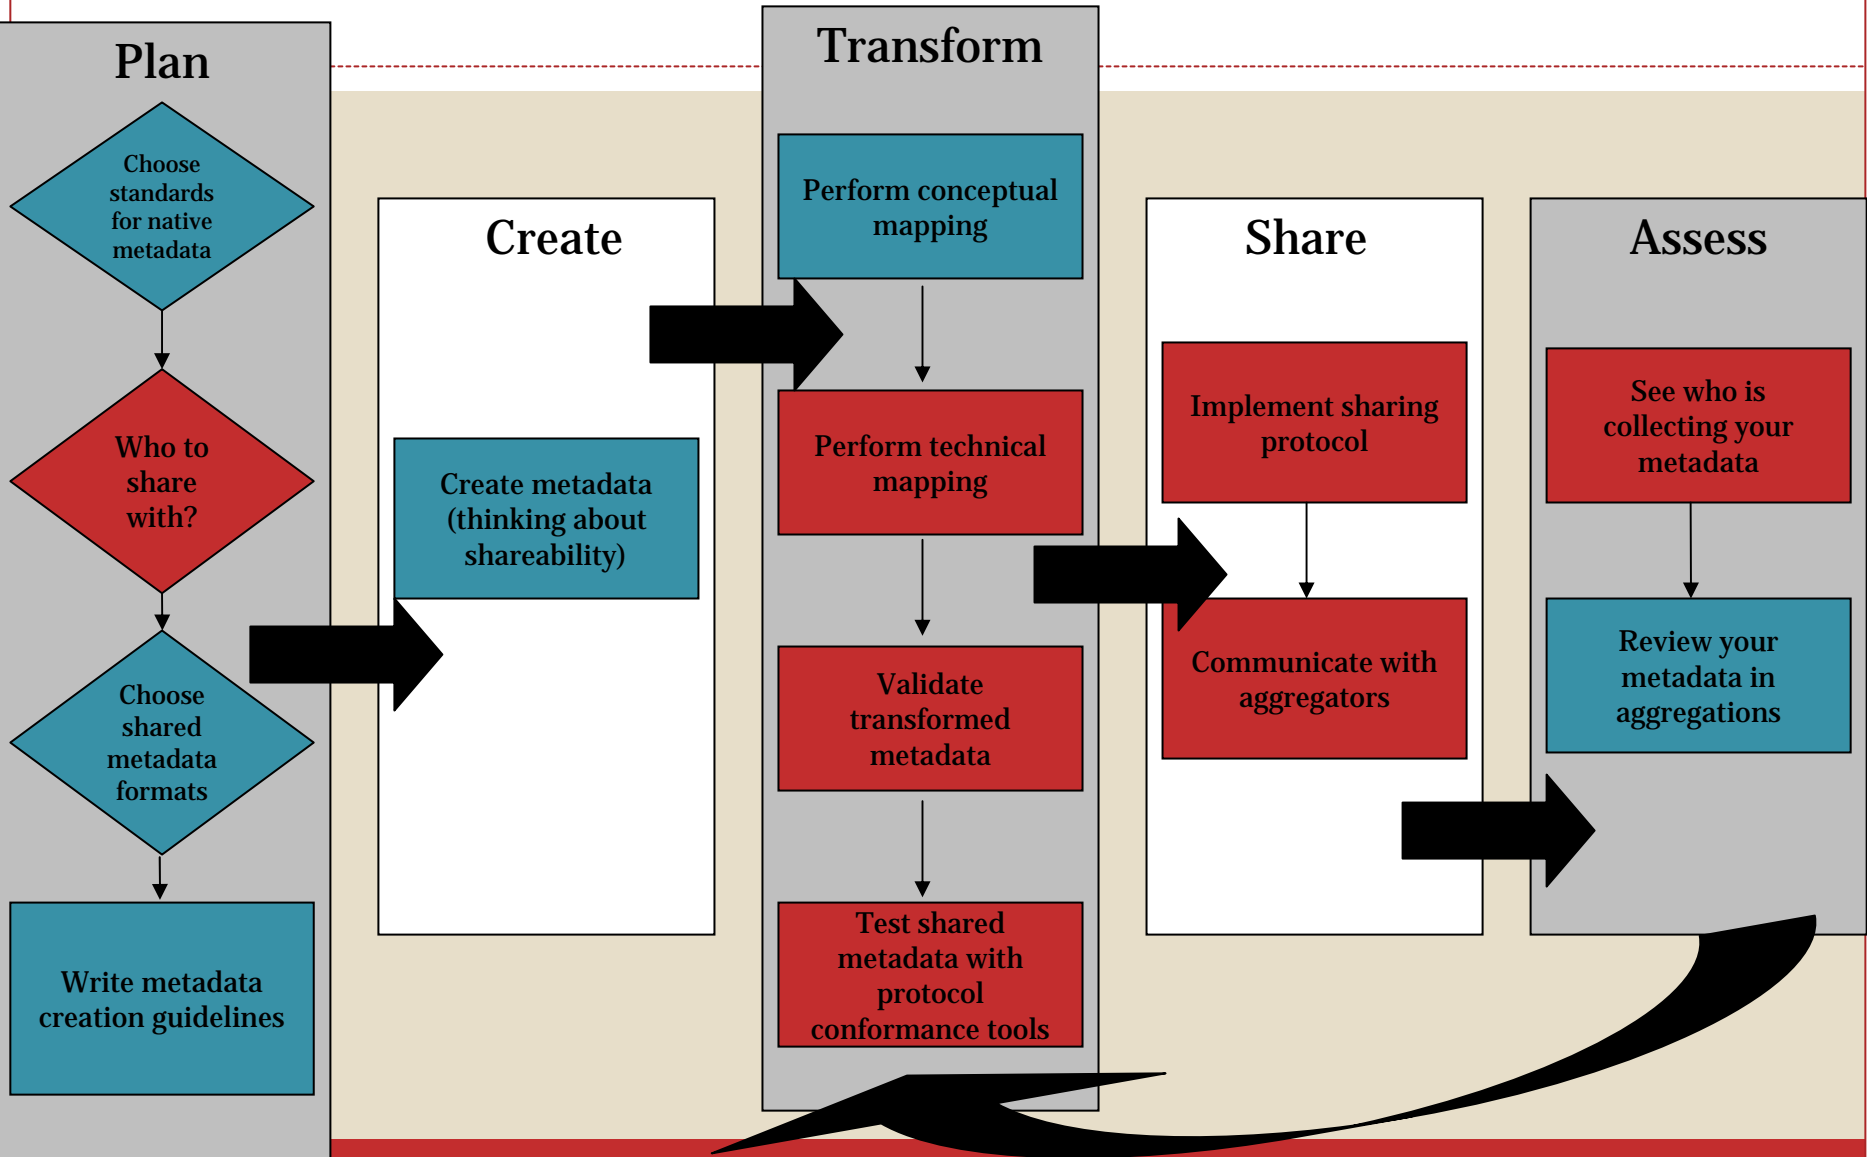 Plan
Choose
standards
for native
metadata
Who to
share
with?
Choose
shared
metadata
formats
Write metadata
creation guidelines
Create
Create metadata
(thinking about
shareability)
Transform
Perform conceptual
mapping
Perform technical
mapping
Validate
transformed
metadata
Test shared
metadata with
protocol
conformance tools
Share
Implement sharing
protocol
Communicate with
aggregators
Assess
See who is
collecting your
metadata
Review your
metadata in
aggregations